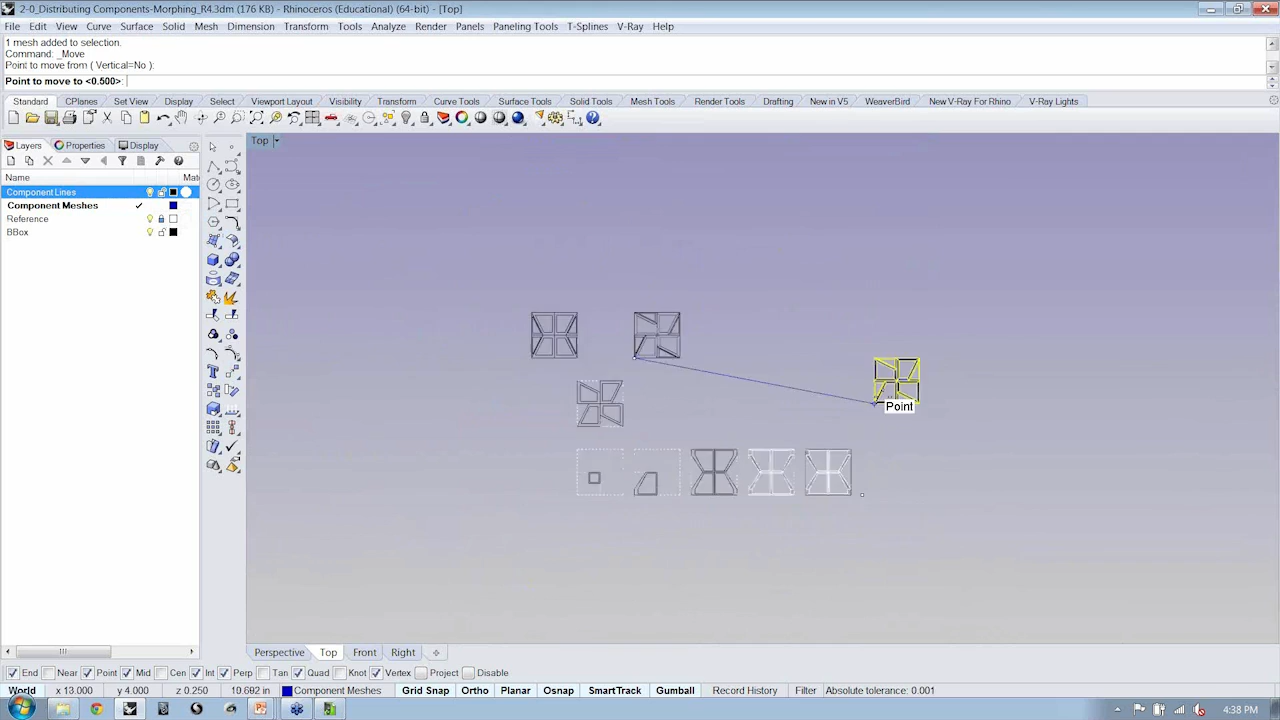 2-0_Distributing Components-Morphing_R4.3dm (176 KB) - Rhinoceros (Educational) (64-bit) - [Top]
File Edit View Curve Surface Solid Mesh Dimension Transform Tools Analyze Render Panels Paneling Tools T-Splines V-Ray Help
1 mesh added to selection.
Command: _Move
Point to move from ( Vertical=No ):
Point to move to <0.500>:
Standard CPlanes Set View Display Select Viewport Layout Visibility Transform Curve Tools Surface Tools Solid Tools Mesh Tools Render Tools Drafting New in V5 WeaverBird New V-Ray For Rhino V-Ray Lights
Layers Properties Display
Top
Name Mate
Component Lines
Component Meshes
Reference
BBox
Point
Perspective Top Front Right
End Near Point Mid Cen Int Perp Tan Quad Knot Vertex Project Disable
World x 13.000 y 4.000 z 0.250 10.692 in Component Meshes Grid Snap Ortho Planar Osnap SmartTrack Gumball Record History Filter Absolute tolerance: 0.001
4:38 PM